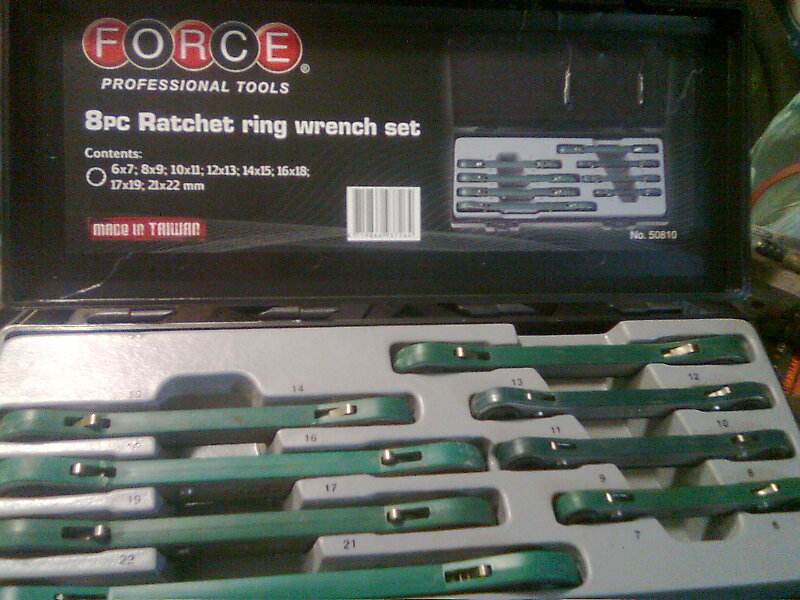 FORCE®
PROFESSIONAL TOOLS
8PC Ratchet ring wrench set
Contents:
6x7; 8x9; 10x11; 12x13; 14x15; 16x18;
17x19; 21x22 mm
MADE IN TAIWAN
No. 50810
14
12
13
16
10
11
17
8
9
19
21
7
6
22